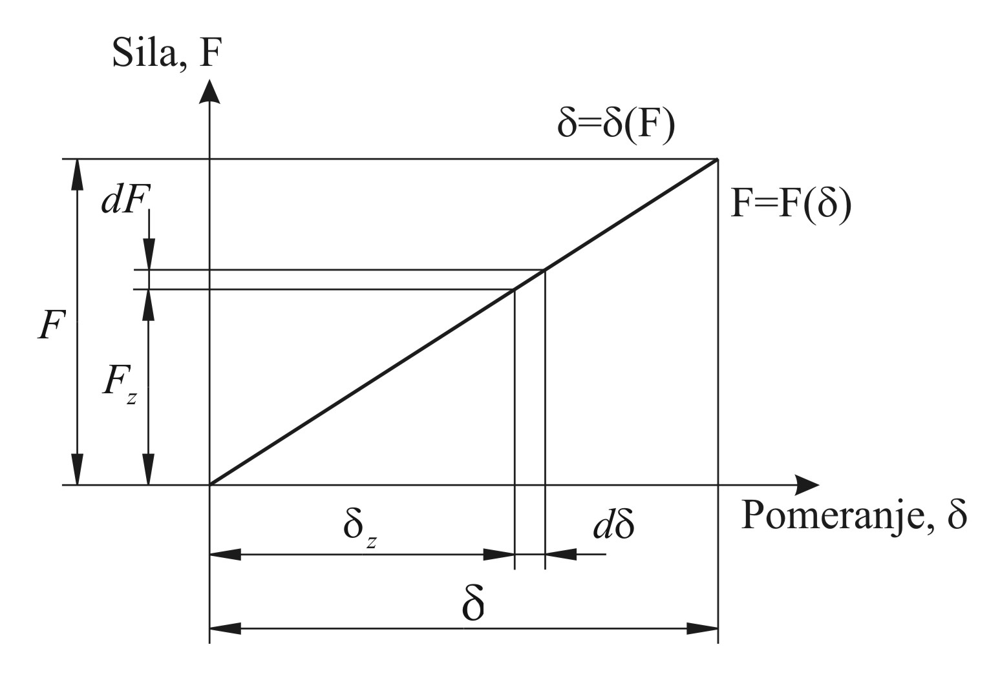 Sila, F
δ=δ(F)
dF
F=F(δ)
F
F_z
Pomeranje, δ
δ_z
dδ
δ